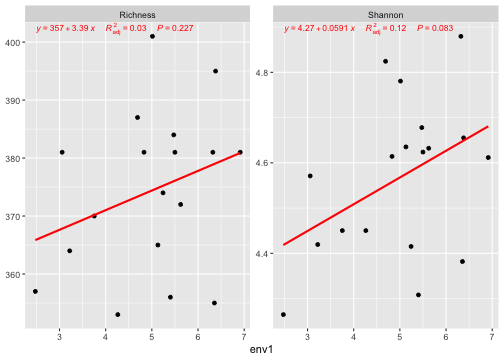 Richness
y = 357 + 3.39 x R²adj = 0.03 P = 0.227
400
390
380
370
360
3 4 5 6 7
Shannon
y = 4.27 + 0.0591 x R²adj = 0.12 P = 0.083
4.8
4.6
4.4
3 4 5 6 7
env1